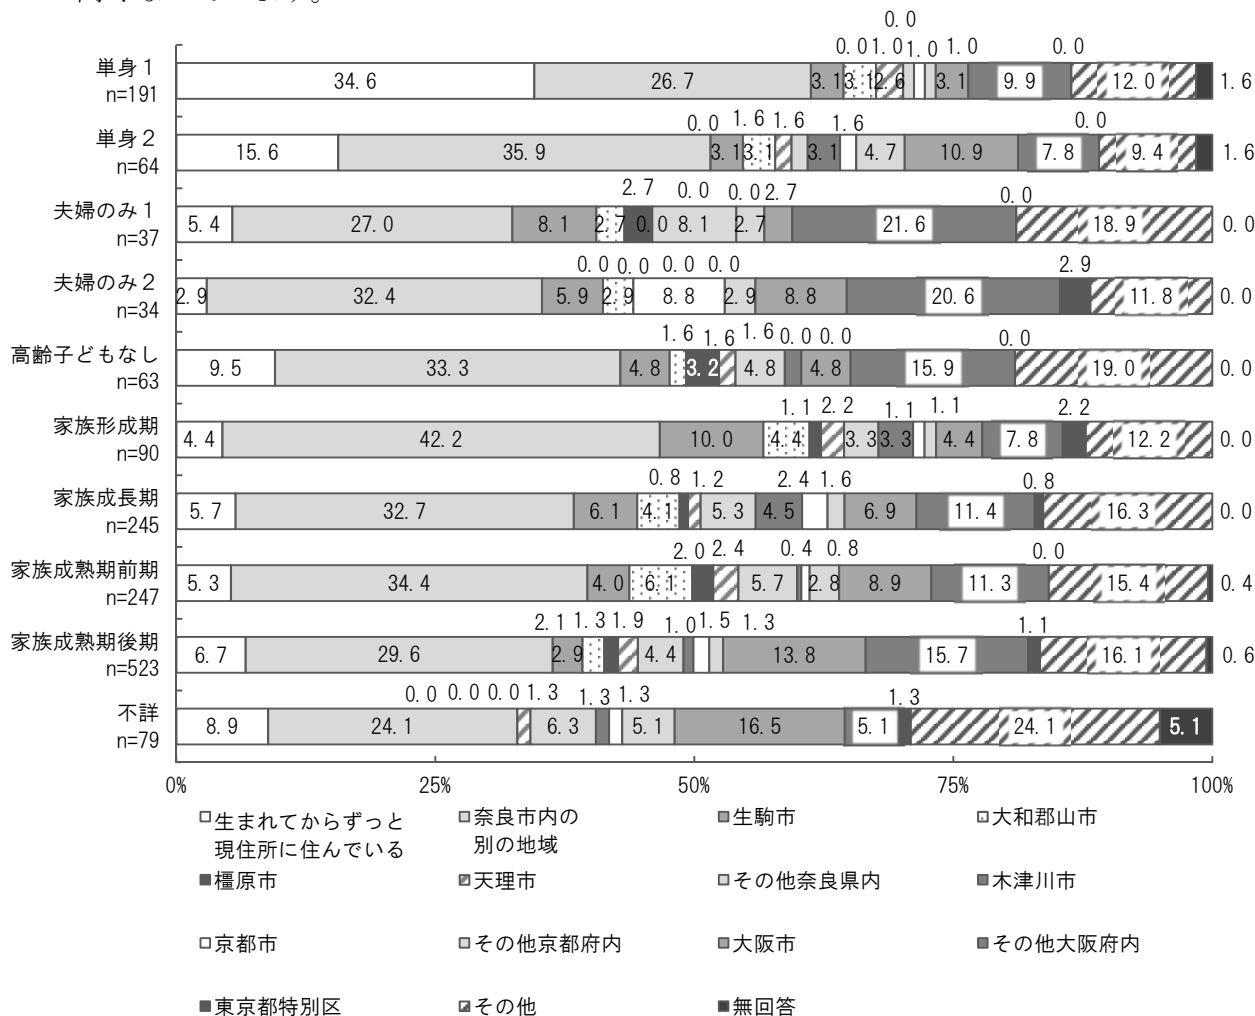 0.0
0.0 1.0 1.0 1.0 0.0
単身1 34.6 26.7 3.1 3.1 2.6 3.1 9.9 12.0 1.6
n=191
0.0 1.6 1.6 1.6 0.0
単身2 15.6 35.9 3.1 3.1 3.1 4.7 10.9 7.8 9.4 1.6
n=64
2.7 0.0 0.0 2.7 0.0
夫婦のみ1 5.4 27.0 8.1 2.7 0.0 8.1 2.7 21.6 18.9 0.0
n=37
0.0 0.0 0.0 0.0 2.9
夫婦のみ2 2.9 32.4 5.9 2.9 8.8 2.9 8.8 20.6 11.8 0.0
n=34
1.6 1.6 1.6 0.0 0.0 0.0
高齢子どもなし 9.5 33.3 4.8 3.2 4.8 4.8 15.9 19.0 0.0
n=63
1.1 2.2 1.1 1.1 2.2
家族形成期 4.4 42.2 10.0 4.4 3.3 3.3 4.4 7.8 12.2 0.0
n=90
0.8 1.2 2.4 1.6 0.8
家族成長期 5.7 32.7 6.1 4.1 5.3 4.5 6.9 11.4 16.3 0.0
n=245
2.0 2.4 0.4 0.8 0.0
家族成熟期前期 5.3 34.4 4.0 6.1 5.7 2.8 8.9 11.3 15.4 0.4
n=247
2.1 1.3 1.9 1.0 1.5 1.3 1.1
家族成熟期後期 6.7 29.6 2.9 4.4 13.8 15.7 16.1 0.6
n=523
0.0 0.0 0.0 1.3 1.3 1.3 1.3
不詳 8.9 24.1 6.3 5.1 16.5 5.1 24.1 5.1
n=79
0% 25% 50% 75% 100%
生まれてからずっと 奈良市内の 生駒市 大和郡山市
現住所に住んでいる 別の地域
橿原市 天理市 その他奈良県内 木津川市
京都市 その他京都府内 大阪市 その他大阪府内
東京都特別区 その他 無回答